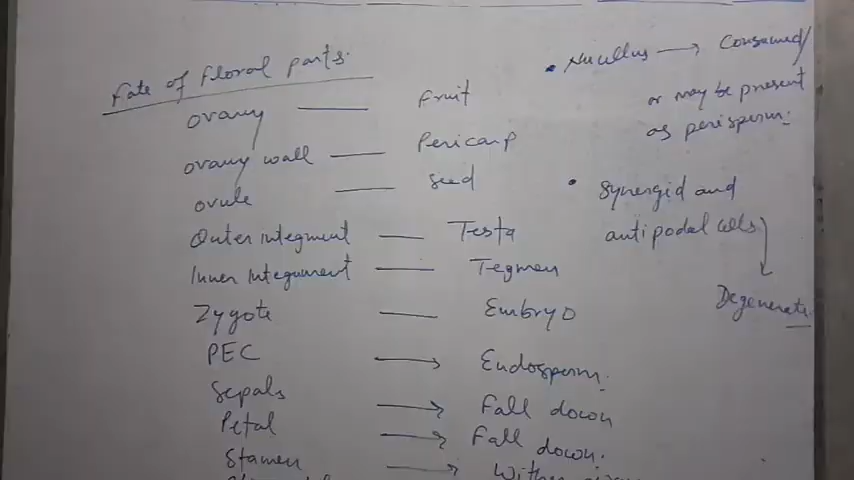 Fate of floral parts.
ovary — fruit
ovary wall — Pericarp
ovule — seed
Outer integment — Testa
Inner Integument — Tegmen
Zygote — Embryo
PEC → Endosperm.
Sepals → Fall down
Petal → Fall down.
Stamen →
• Nucellus → Consumed/
or may be present
as perisperm.
• Synergid and
antipodal cells
Degenerate